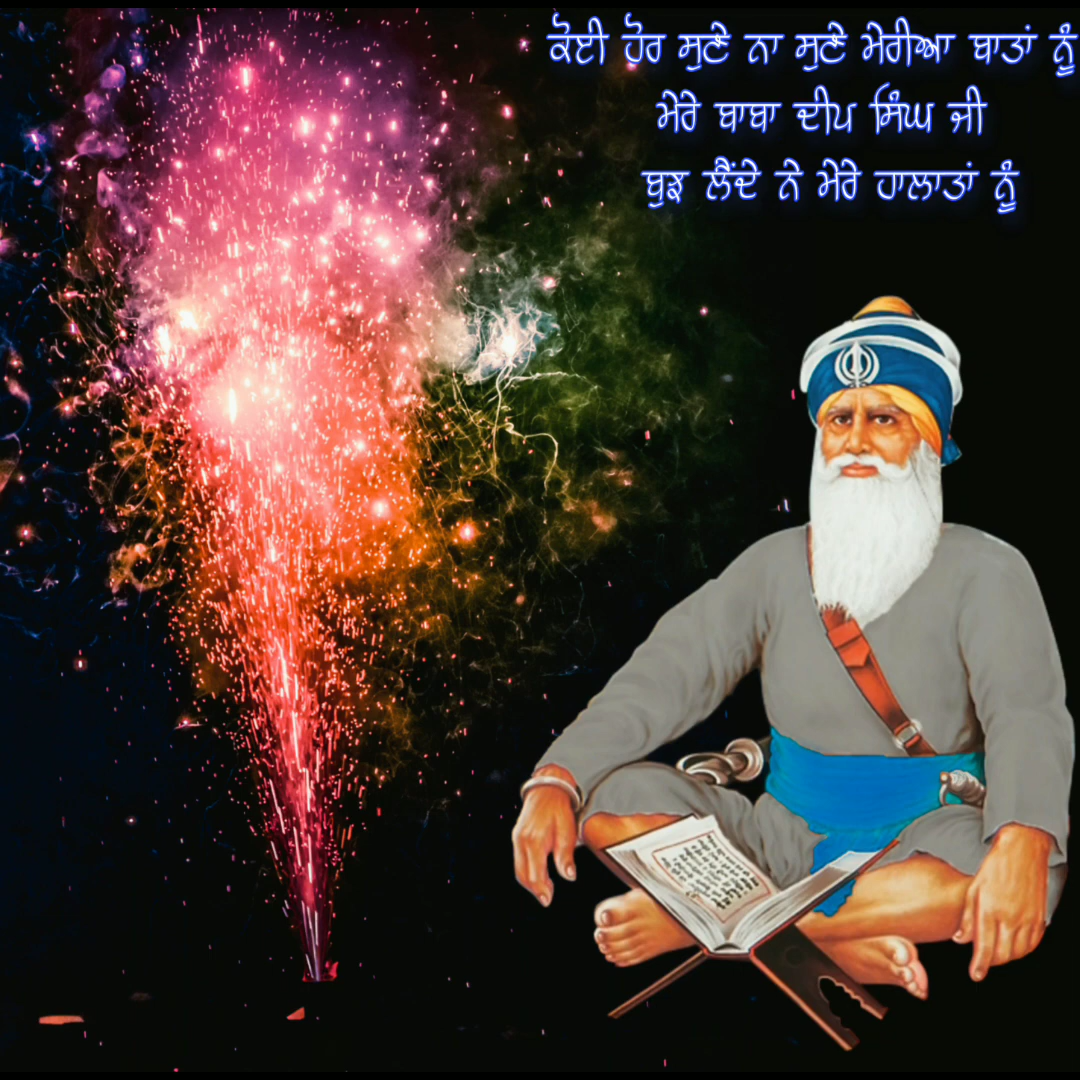 ਕੋਈ ਹੋਰ ਸੁਣੇ ਨਾ ਸੁਣੇ ਮੇਰੀਆ ਬਾਤਾਂ ਨੂੰ
ਮੇਰੇ ਬਾਬਾ ਦੀਪ ਸਿੰਘ ਜੀ
ਬੁਝ ਲੈਂਦੇ ਨੇ ਮੇਰੇ ਹਾਲਾਤਾਂ ਨੂੰ